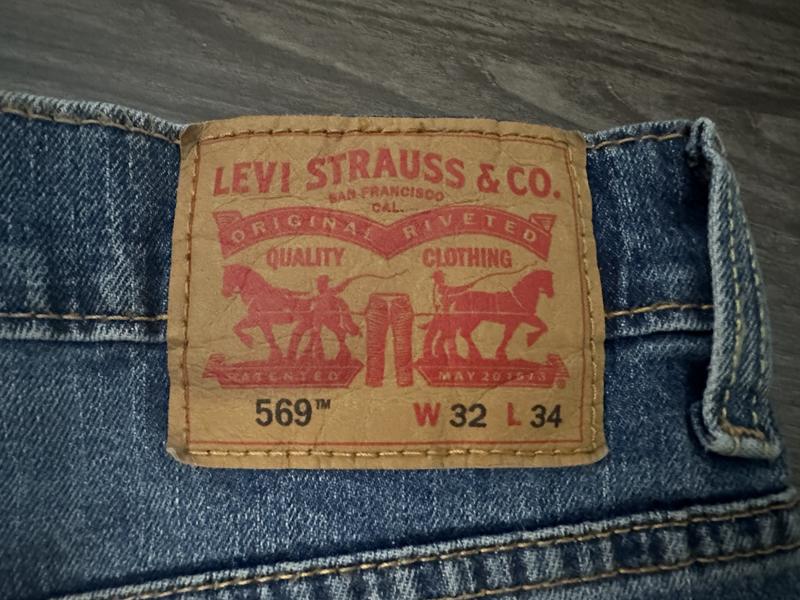 LEVI STRAUSS & CO.
SAN FRANCISCO
CAL.
ORIGINAL RIVETED
QUALITY CLOTHING
PATENTED MAY 20 1873 ®
569™ W 32 L 34